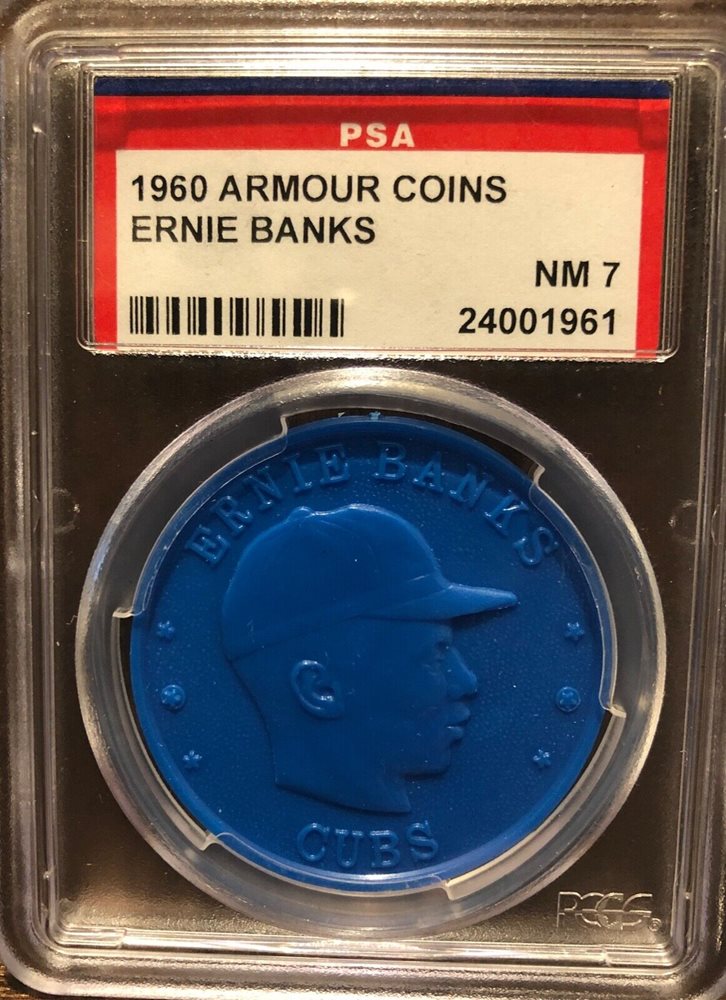 PSA
1960 ARMOUR COINS
ERNIE BANKS
NM 7
24001961
ERNIE BANKS
CUBS
PCGS®